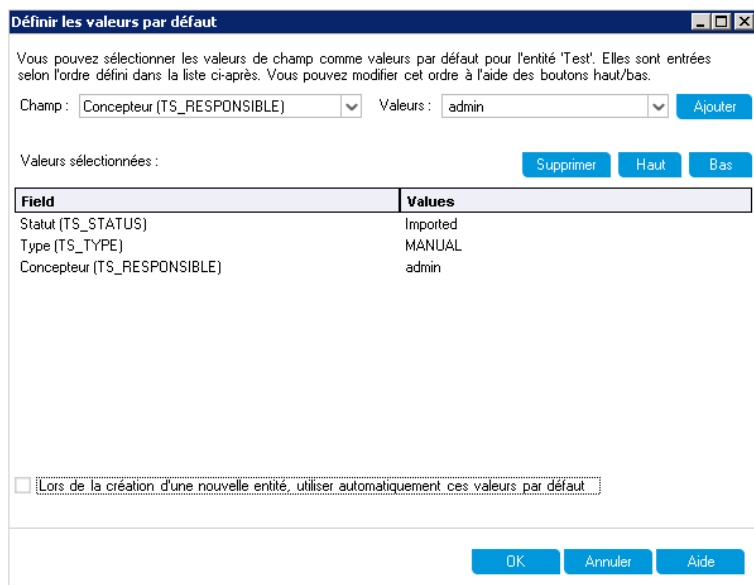 Définir les valeurs par défaut
Vous pouvez sélectionner les valeurs de champ comme valeurs par défaut pour l'entité 'Test'. Elles sont entrées
selon l'ordre défini dans la liste ci-après. Vous pouvez modifier cet ordre à l'aide des boutons haut/bas.
Champ : Concepteur (TS_RESPONSIBLE) Valeurs : admin Ajouter
Valeurs sélectionnées : Supprimer Haut Bas
Field Values
Statut (TS_STATUS) Imported
Type (TS_TYPE) MANUAL
Concepteur (TS_RESPONSIBLE) admin
Lors de la création d'une nouvelle entité, utiliser automatiquement ces valeurs par défaut
OK Annuler Aide